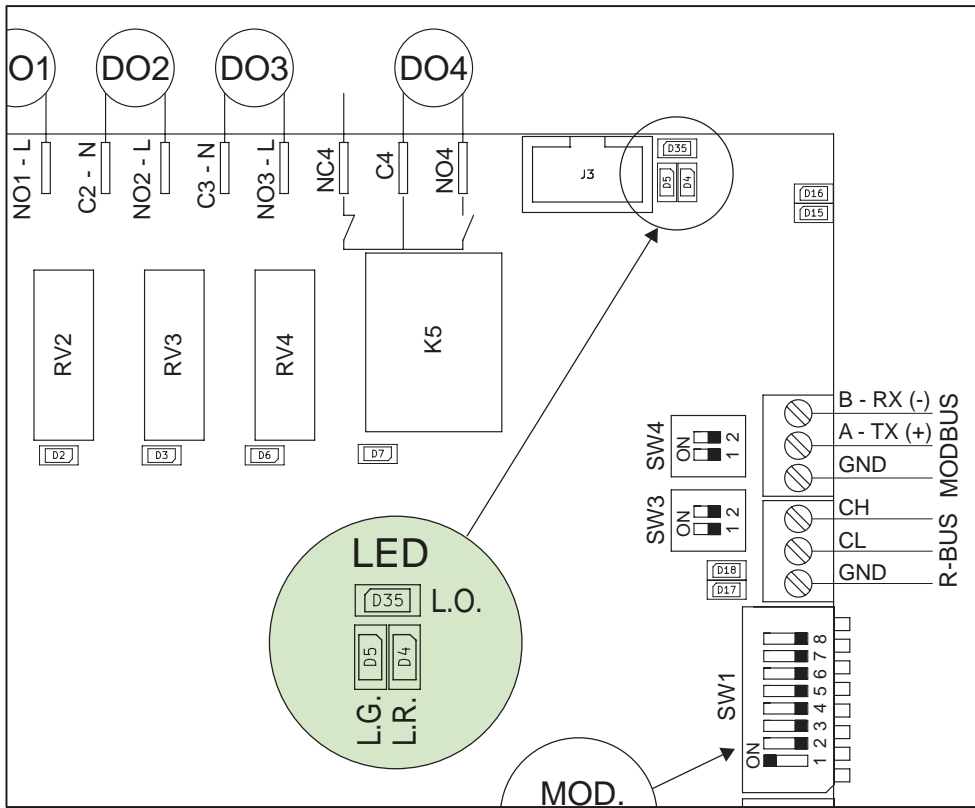 O1
DO2
DO3
DO4
NO1 - L
C2 - N
NO2 - L
C3 - N
NO3 - L
NC4
C4
NO4
J3
D35
D5
D4
D16
D15
RV2
RV3
RV4
K5
D2
D3
D6
D7
SW4
ON
1 2
B - RX (-)
A - TX (+)
GND
MODBUS
SW3
ON
1 2
CH
CL
GND
R-BUS
D18
D17
LED
D35
L.O.
D5
D4
L.G.
L.R.
SW1
ON
1 2 3 4 5 6 7 8
MOD.